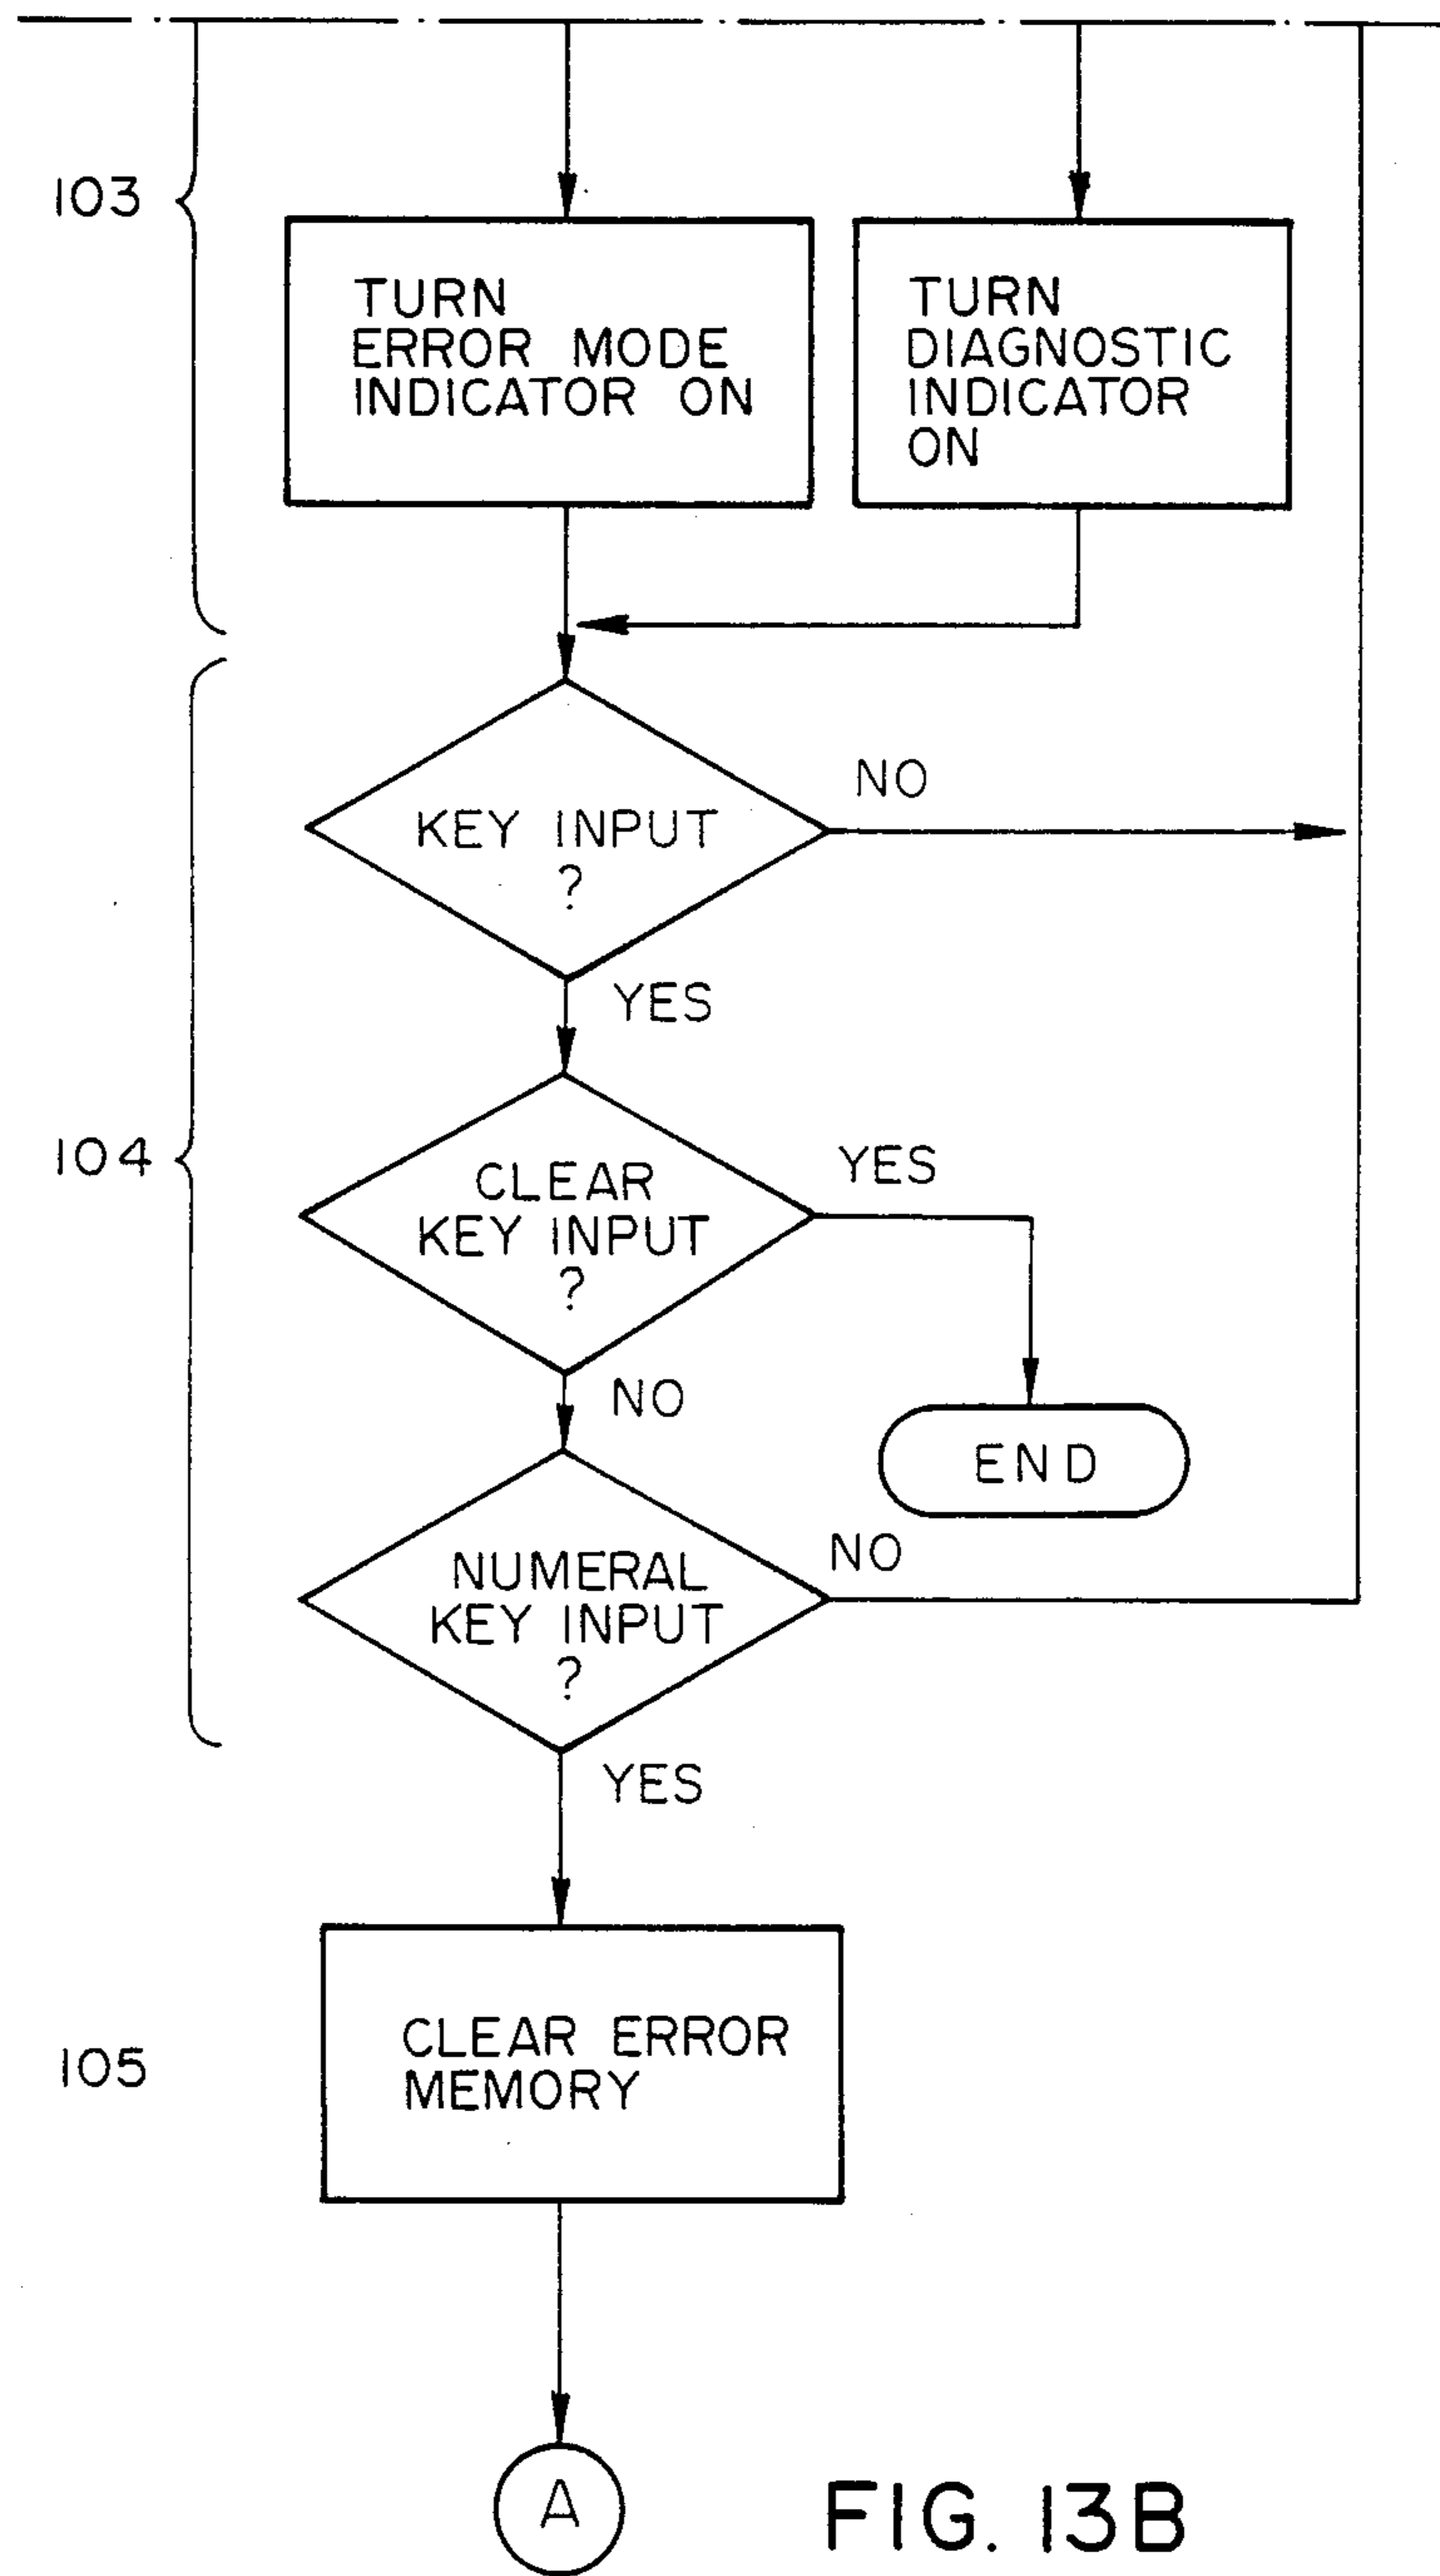 103
TURN
ERROR MODE
INDICATOR ON
TURN
DIAGNOSTIC
INDICATOR
ON
KEY INPUT
?
NO
YES
104
CLEAR
KEY INPUT
?
YES
NO
END
NUMERAL
KEY INPUT
?
NO
YES
105
CLEAR ERROR
MEMORY
A
FIG. 13B